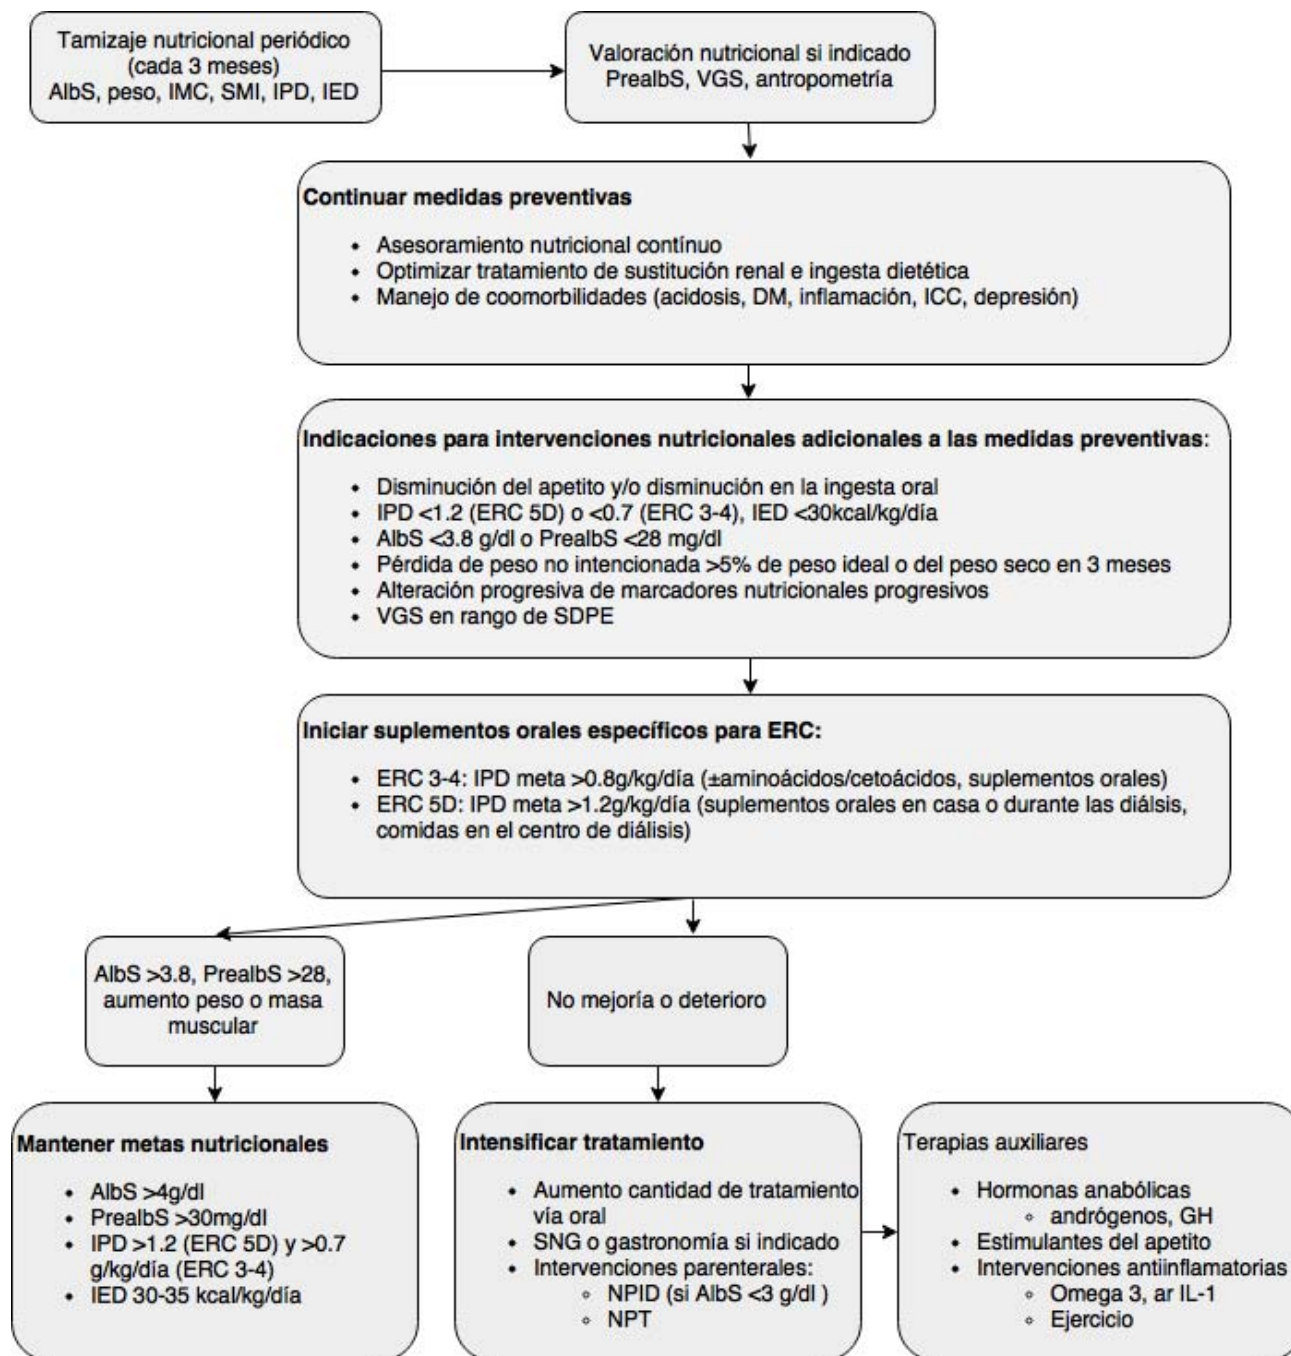 Tamizaje nutricional periódico
(cada 3 meses)
AlbS, peso, IMC, SMI, IPD, IED
Valoración nutricional si indicado
PrealbS, VGS, antropometría
Continuar medidas preventivas
• Asesoramiento nutricional contínuo
• Optimizar tratamiento de sustitución renal e ingesta dietética
• Manejo de coomorbilidades (acidosis, DM, inflamación, ICC, depresión)
Indicaciones para intervenciones nutricionales adicionales a las medidas preventivas:
• Disminución del apetito y/o disminución en la ingesta oral
• IPD <1.2 (ERC 5D) o <0.7 (ERC 3-4), IED <30kcal/kg/día
• AlbS <3.8 g/dl o PrealbS <28 mg/dl
• Pérdida de peso no intencionada >5% de peso ideal o del peso seco en 3 meses
• Alteración progresiva de marcadores nutricionales progresivos
• VGS en rango de SDPE
Iniciar suplementos orales específicos para ERC:
• ERC 3-4: IPD meta >0.8g/kg/día (±aminoácidos/cetoácidos, suplementos orales)
• ERC 5D: IPD meta >1.2g/kg/día (suplementos orales en casa o durante las diálsis,
comidas en el centro de diálisis)
AlbS >3.8, PrealbS >28,
aumento peso o masa
muscular
No mejoría o deterioro
Mantener metas nutricionales
• AlbS >4g/dl
• PrealbS >30mg/dl
• IPD >1.2 (ERC 5D) y >0.7
g/kg/día (ERC 3-4)
• IED 30-35 kcal/kg/día
Intensificar tratamiento
• Aumento cantidad de tratamiento
vía oral
• SNG o gastronomía si indicado
• Intervenciones parenterales:
◦ NPID (si AlbS <3 g/dl )
◦ NPT
Terapias auxiliares
• Hormonas anabólicas
◦ andrógenos, GH
• Estimulantes del apetito
• Intervenciones antiinflamatorias
◦ Omega 3, ar IL-1
◦ Ejercicio